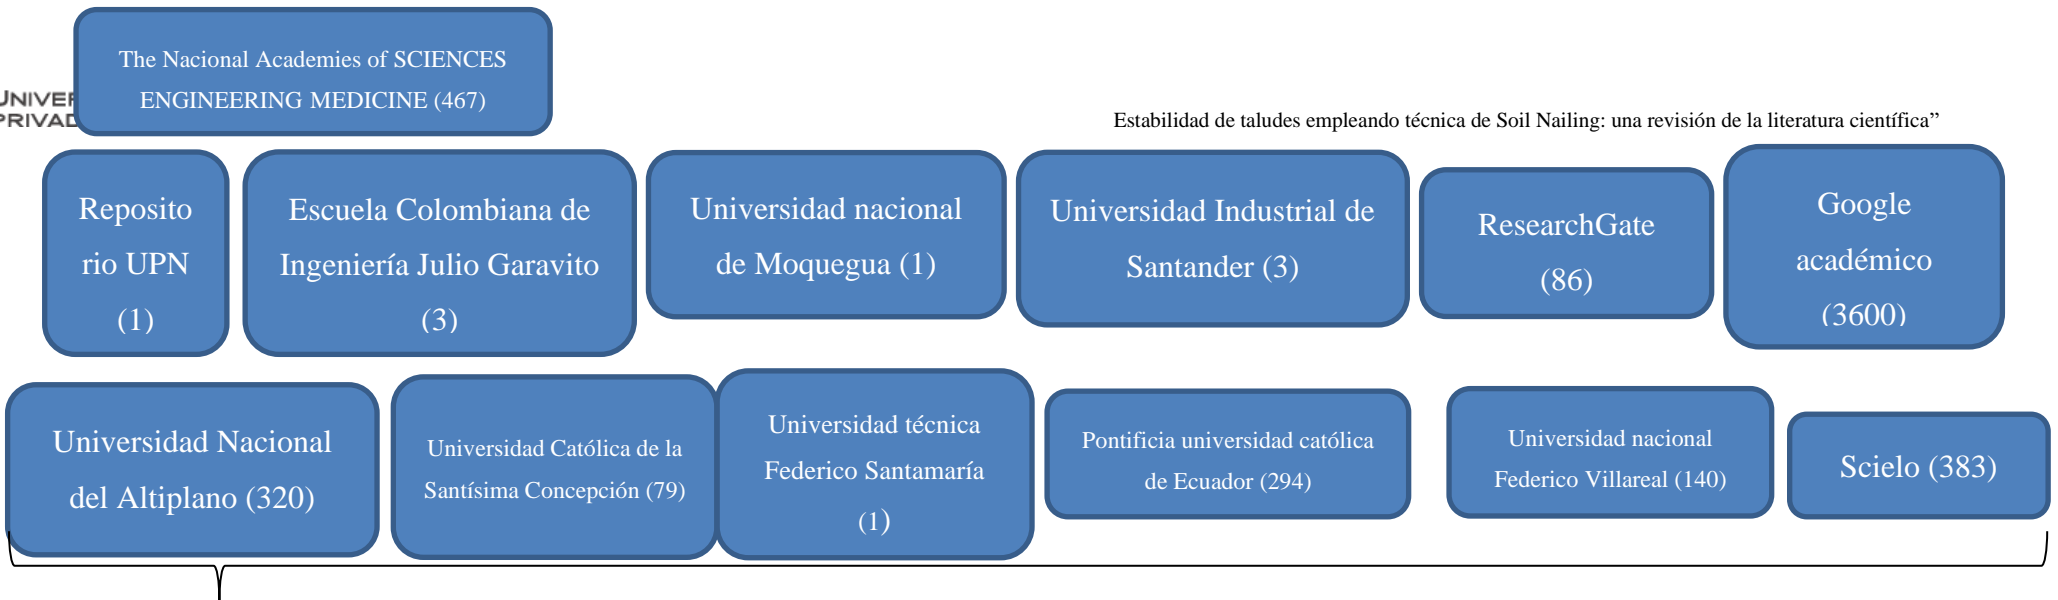 The Nacional Academies of SCIENCES
ENGINEERING MEDICINE (467)
Estabilidad de taludes empleando técnica de Soil Nailing: una revisión de la literatura científica”
Reposito
rio UPN
(1)
Escuela Colombiana de
Ingeniería Julio Garavito
(3)
Universidad nacional
de Moquegua (1)
Universidad Industrial de
Santander (3)
ResearchGate
(86)
Google
académico
(3600)
Universidad Nacional
del Altiplano (320)
Universidad Católica de la
Santísima Concepción (79)
Universidad técnica
Federico Santamaría
(1)
Pontificia universidad católica
de Ecuador (294)
Universidad nacional
Federico Villareal (140)
Scielo (383)